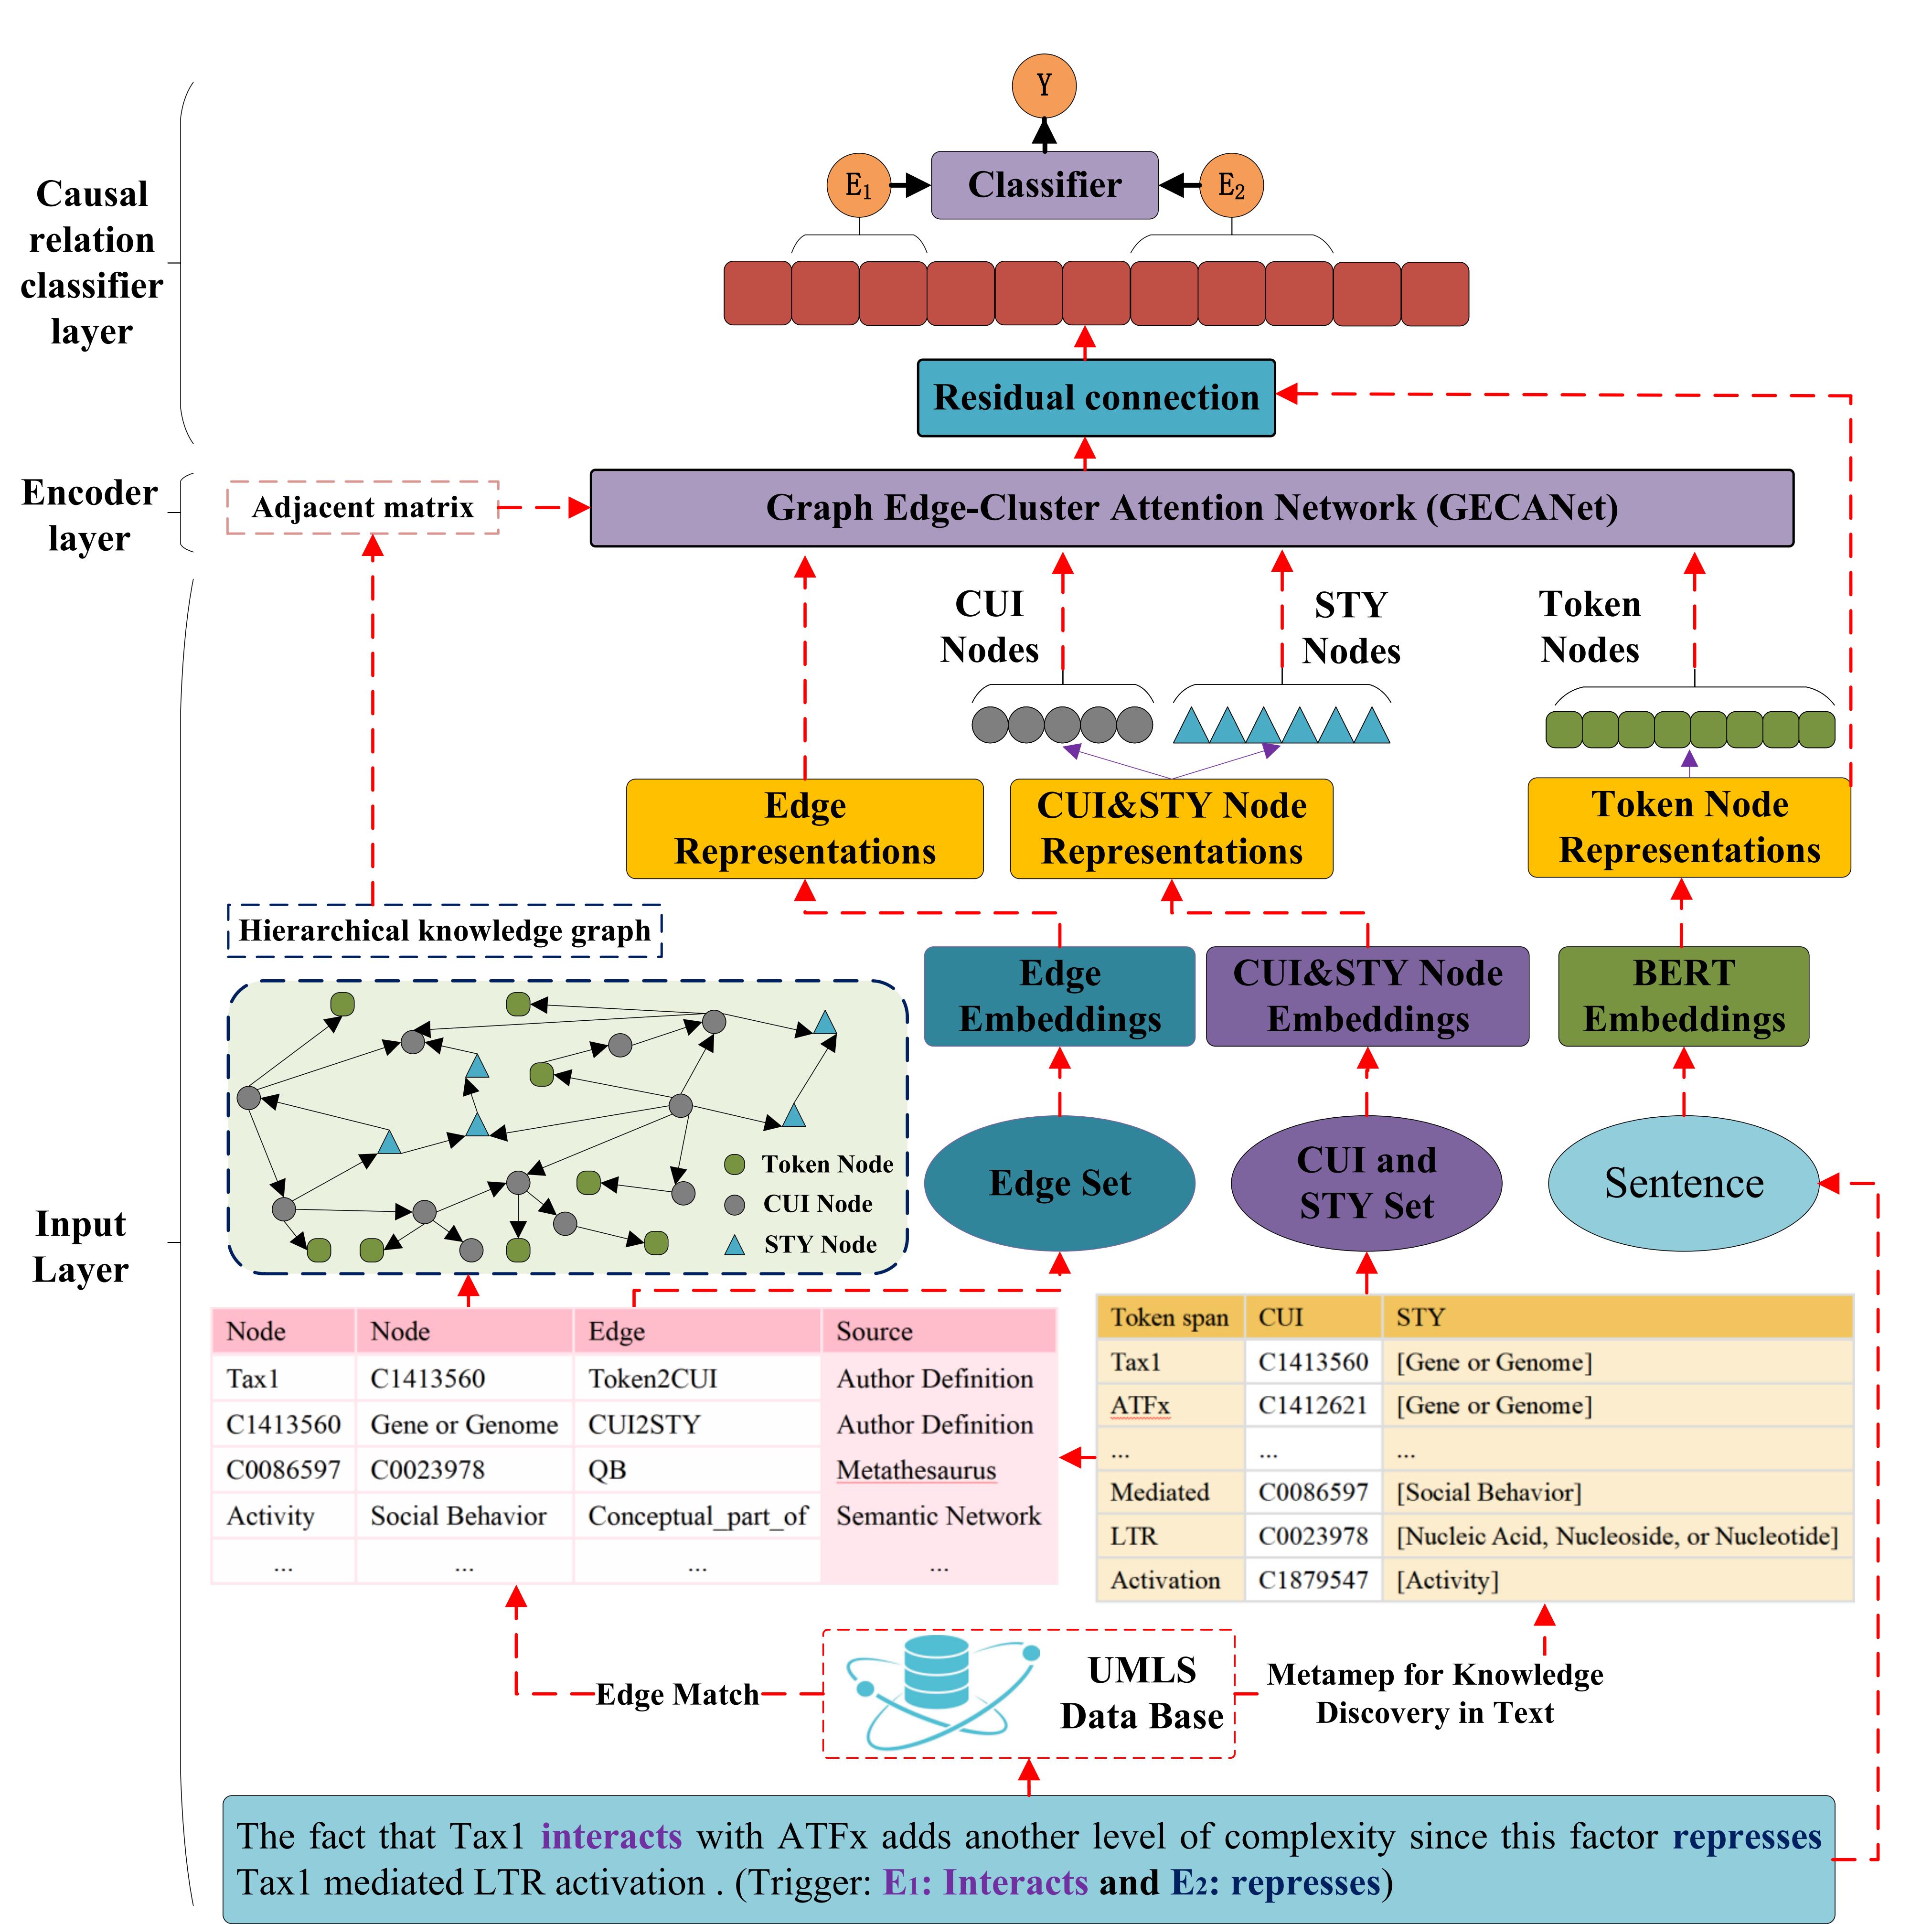 Y
E1
Classifier
E2
Causal
relation
classifier
layer
Residual connection
Encoder
layer
Adjacent matrix
Graph Edge-Cluster Attention Network (GECANet)
CUI
Nodes
STY
Nodes
Token
Nodes
Edge
Representations
CUI&STY Node
Representations
Token Node
Representations
Hierarchical knowledge graph
Edge
Embeddings
CUI&STY Node
Embeddings
BERT
Embeddings
Token Node
CUI Node
STY Node
Edge Set
CUI and
STY Set
Sentence
Input
Layer
Node Node Edge Source
Tax1 C1413560 Token2CUI Author Definition
C1413560 Gene or Genome CUI2STY Author Definition
C0086597 C0023978 QB Metathesaurus
Activity Social Behavior Conceptual_part_of Semantic Network
... ... ... ...
Token span CUI STY
Tax1 C1413560 [Gene or Genome]
ATFx C1412621 [Gene or Genome]
... ... ...
Mediated C0086597 [Social Behavior]
LTR C0023978 [Nucleic Acid, Nucleoside, or Nucleotide]
Activation C1879547 [Activity]
Edge Match
UMLS
Data Base
Metamep for Knowledge
Discovery in Text
The fact that Tax1 interacts with ATFx adds another level of complexity since this factor represses
Tax1 mediated LTR activation . (Trigger: E1: Interacts and E2: represses)